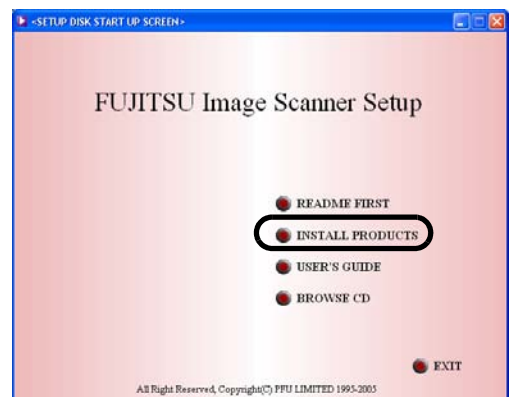 <SETUP DISK START UP SCREEN>
FUJITSU Image Scanner Setup
README FIRST
INSTALL PRODUCTS
USER'S GUIDE
BROWSE CD
EXIT
All Right Reserved, Copyright(C) PFU LIMITED 1995-2005